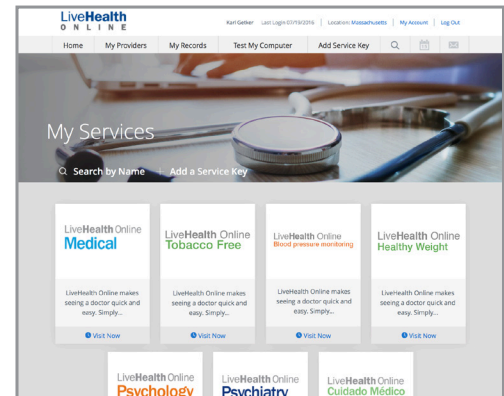 LiveHealth
ONLINE
Kari Getker Last Login 07/19/2016 | Location: Massachusetts | My Account | Log Out
Home My Providers My Records Test My Computer Add Service Key
My Services
Search by Name + Add a Service Key
LiveHealth Online
Medical
LiveHealth Online makes
seeing a doctor quick and
easy. Simply...
Visit Now
LiveHealth Online
Tobacco Free
LiveHealth Online makes
seeing a doctor quick and
easy. Simply...
Visit Now
LiveHealth Online
Blood pressure monitoring
LiveHealth Online makes
seeing a doctor quick and
easy. Simply...
Visit Now
LiveHealth Online
Healthy Weight
LiveHealth Online makes
seeing a doctor quick and
easy. Simply...
Visit Now
LiveHealth Online
Psychology
LiveHealth Online
Psychiatry
LiveHealth Online
Cuidado Médico